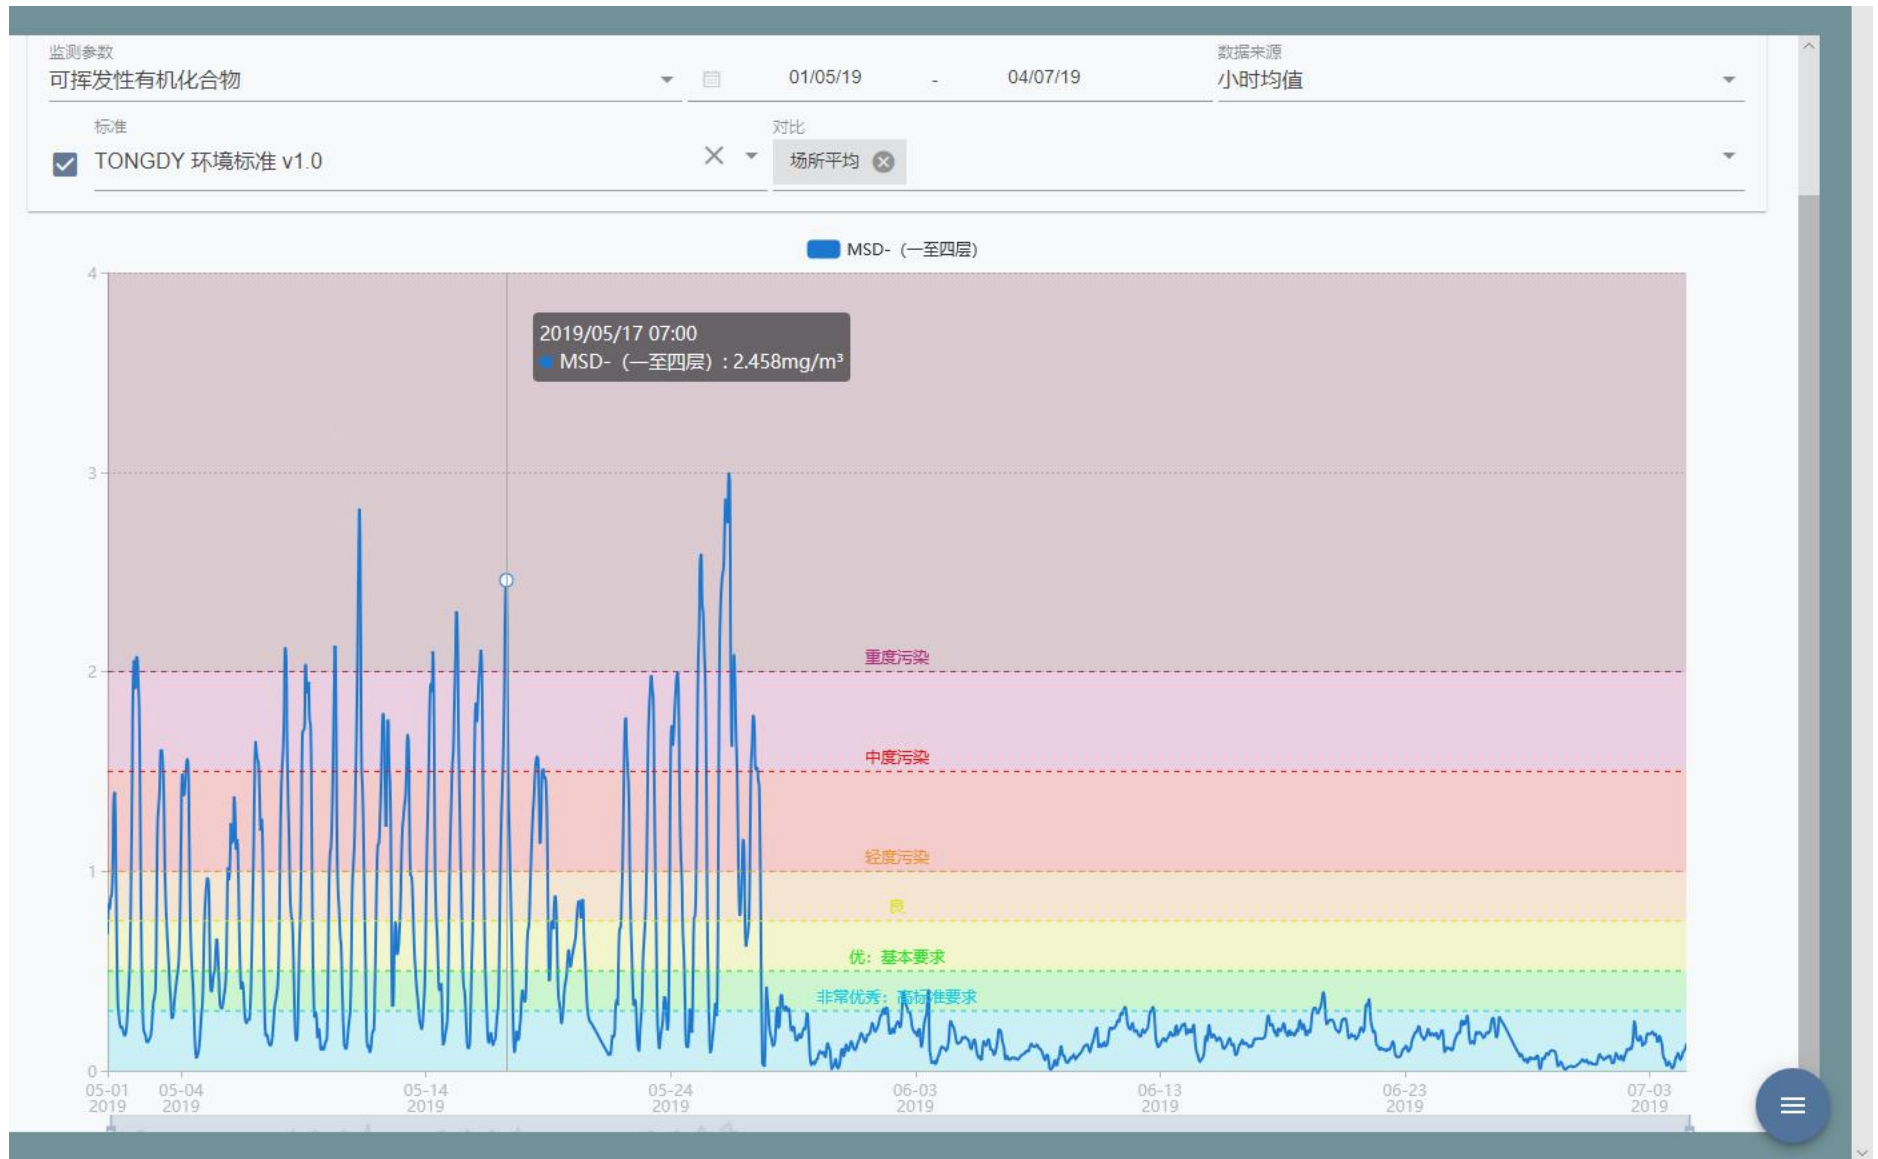 监测参数
数据来源
可挥发性有机化合物
01/05/19 - 04/07/19
小时均值
标准
对比
TONGDY 环境标准 v1.0
场所平均
MSD-（一至四层）
4
2019/05/17 07:00
MSD-（一至四层）: 2.458mg/m³
3
重度污染
2
中度污染
轻度污染
1
良
优：基本要求
非常优秀：高标准要求
0
05-01 05-04 05-14 05-24 06-03 06-13 06-23 07-03
2019 2019 2019 2019 2019 2019 2019 2019